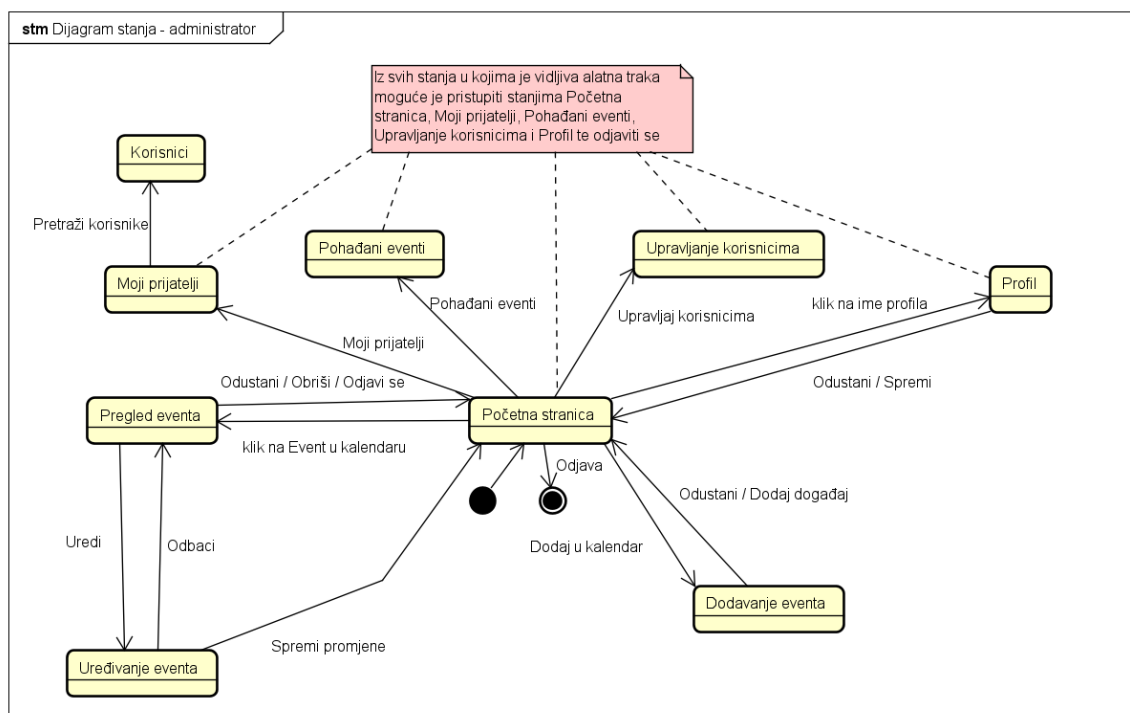 stm Dijagram stanja - administrator
Iz svih stanja u kojima je vidljiva alatna traka
moguće je pristupiti stanjima Početna
stranica, Moji prijatelji, Pohađani eventi,
Upravljanje korisnicima i Profil te odjaviti se
Korisnici
Pretraži korisnike
Pohađani eventi
Upravljanje korisnicima
Moji prijatelji
Profil
Pohađani eventi
klik na ime profila
Upravljaj korisnicima
Moji prijatelji
Odustani / Obriši / Odjavi se
Odustani / Spremi
Pregled eventa
Početna stranica
klik na Event u kalendaru
Odjava
Odustani / Dodaj događaj
Uredi
Odbaci
Dodaj u kalendar
Dodavanje eventa
Spremi promjene
Uređivanje eventa